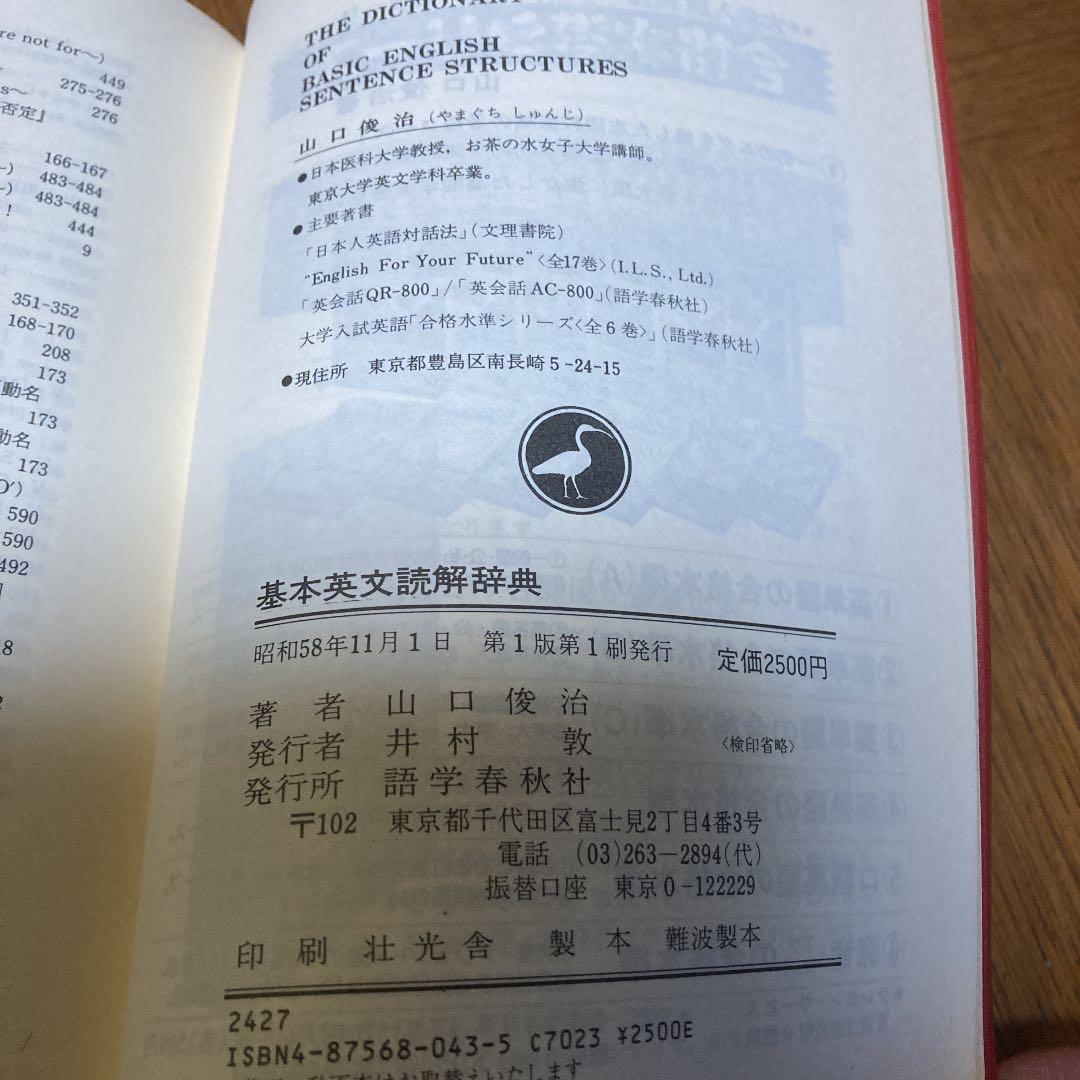 re not for～)
449
275-276
s～ 276
否定」
166-167
～) 483-484
～) 483-484
!
444
9
351-352
168-170
208
173
動名
173
動名
173
O')
590
590
492
]
8
2
THE DICTIONARY
OF
BASIC ENGLISH
SENTENCE STRUCTURES
山口俊治(やまぐち しゅんじ)
●日本医科大学教授, お茶の水女子大学講師。
東京大学英文学科卒業。
●主要著書
「日本人英語対話法」(文理書院)
"English For Your Future"〈全17巻〉(I.L.S., Ltd.)
「英会話QR-800」/「英会話AC-800」(語学春秋社)
大学入試英語「合格水準シリーズ〈全6巻〉」(語学春秋社)
●現住所 東京都豊島区南長崎5-24-15
基本英文読解辞典
昭和58年11月1日 第1版第1刷発行 定価2500円
著者 山口俊治
発行者 井村 敦 〈検印省略〉
発行所 語学春秋社
〒102 東京都千代田区富士見2丁目4番3号
電話 (03)263－2894(代)
振替口座 東京0-122229
印刷 壮光舎 製本 難波製本
2427
ISBN4-87568-043-5 C7023 ¥2500E
お取替えいたします